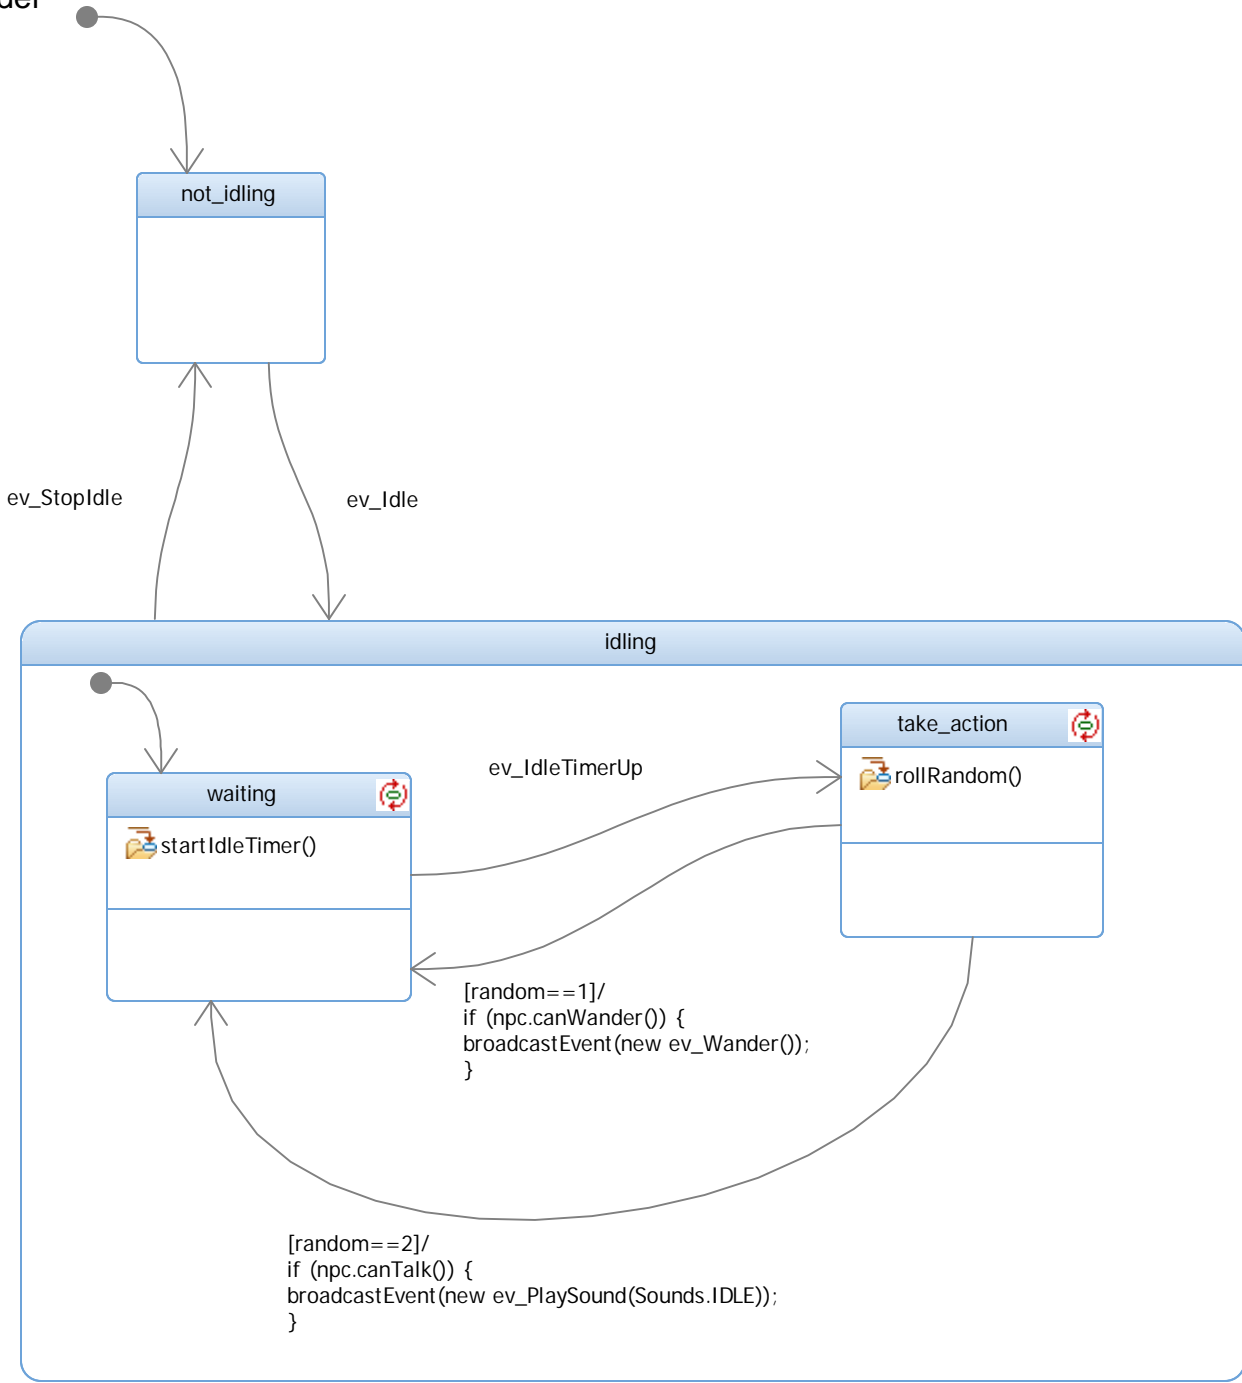 not_idling
ev_StopIdle
ev_Idle
idling
take_action
rollRandom()
ev_IdleTimerUp
waiting
startIdleTimer()
[random==1]/
if (npc.canWander()) {
broadcastEvent(new ev_Wander());
}
[random==2]/
if (npc.canTalk()) {
broadcastEvent(new ev_PlaySound(Sounds.IDLE));
}